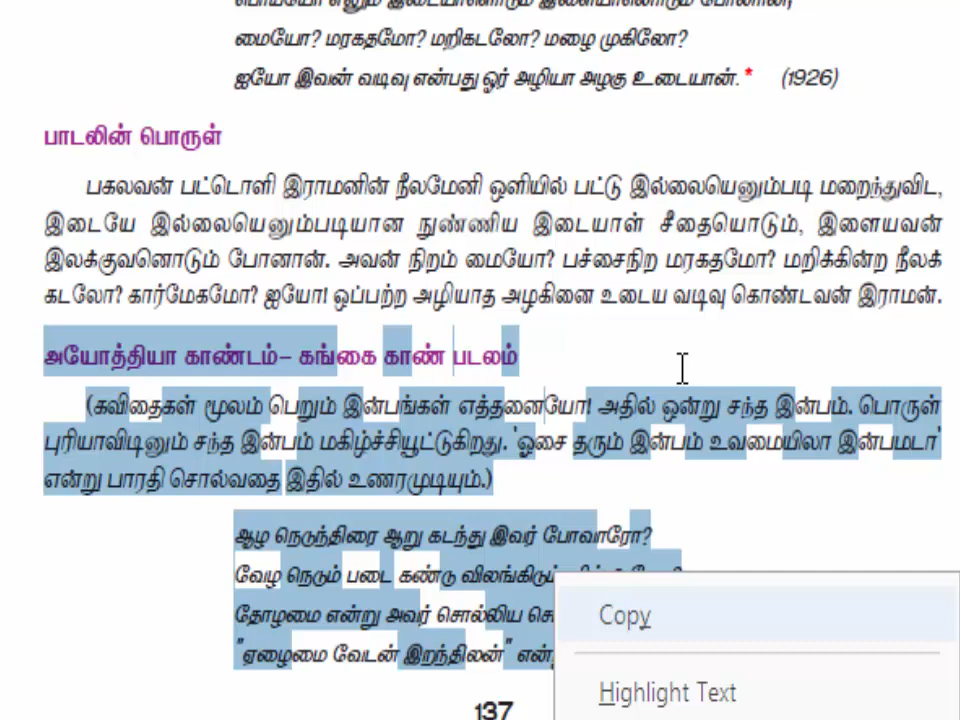 மையோ? மரகதமோ? மறிகடலோ? மழை முகிலோ?
ஐயோ இவன் வடிவு என்பது ஓர் அழியா அழகு உடையான்.* (1926)
பாடலின் பொருள்
பகலவன் பட்டொளி இராமனின் நீலமேனி ஒளியில் பட்டு இல்லையெனும்படி மறைந்துவிட,
இடையே இல்லையெனும்படியான நுண்ணிய இடையாள் சீதையொடும், இளையவன்
இலக்குவனொடும் போனான். அவன் நிறம் மையோ? பச்சைநிற மரகதமோ? மறிக்கின்ற நீலக்
கடலோ? கார்மேகமோ? ஐயோ! ஒப்பற்ற அழியாத அழகினை உடைய வடிவு கொண்டவன் இராமன்.
அயோத்தியா காண்டம்– கங்கை காண் படலம்
(கவிதைகள் மூலம் பெறும் இன்பங்கள் எத்தனையோ! அதில் ஒன்று சந்த இன்பம். பொருள்
புரியாவிடினும் சந்த இன்பம் மகிழ்ச்சியூட்டுகிறது. 'ஓசை தரும் இன்பம் உவமையிலா இன்பமடா'
என்று பாரதி சொல்வதை இதில் உணரமுடியும்.)
ஆழ நெடுந்திரை ஆறு கடந்து இவர் போவாரோ?
வேழ நெடும் படை கண்டு
தோழமை என்று அவர் சொல்லிய
"ஏழைமை வேடன் இறந்திலன்"
Copy
Highlight Text
137